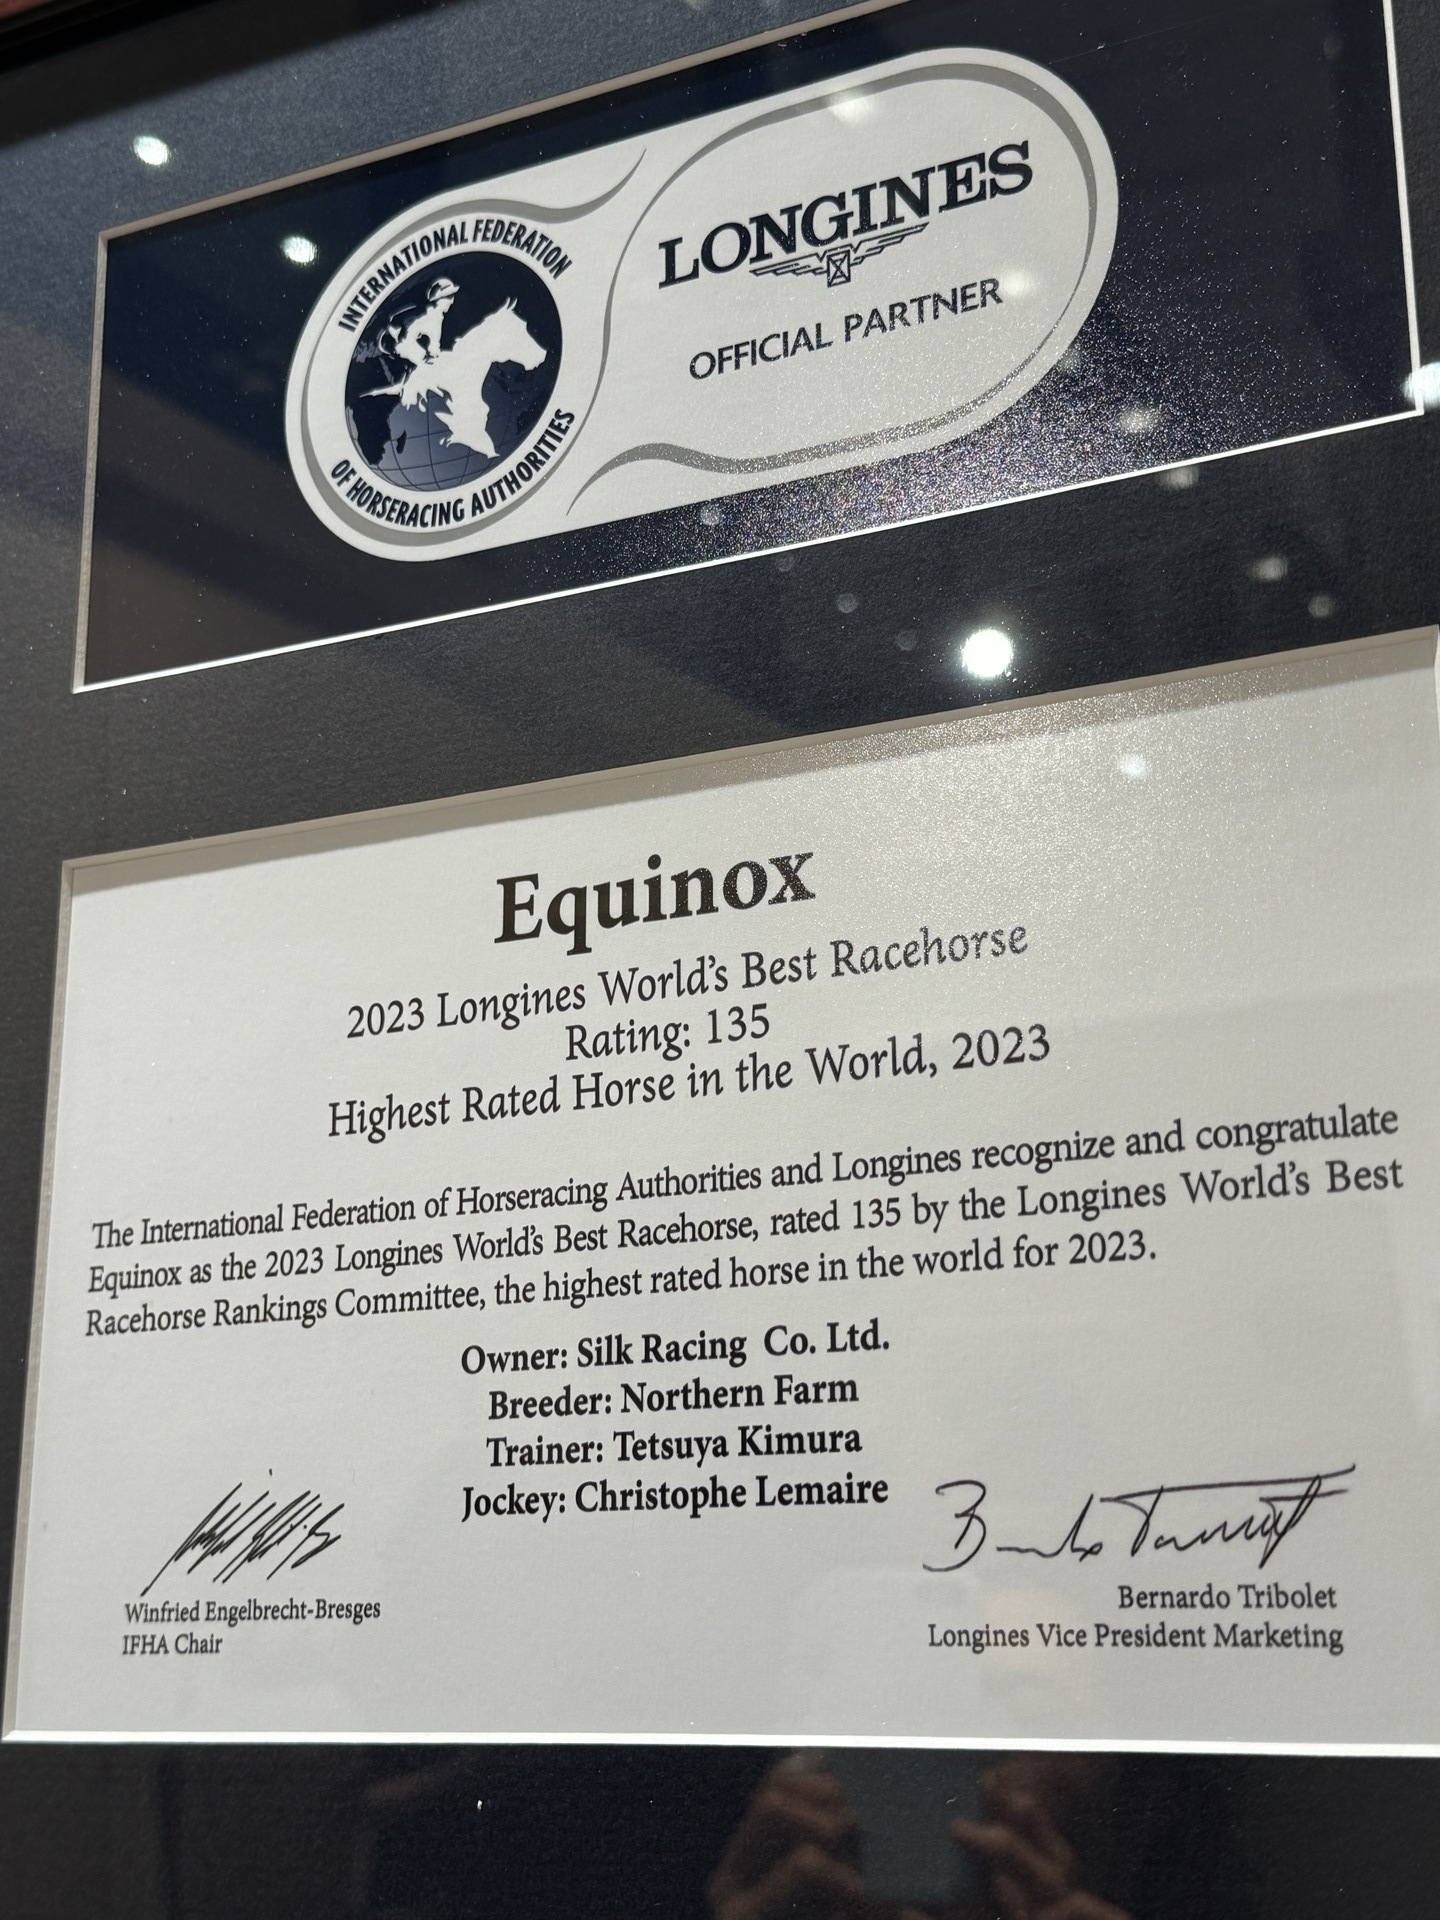 INTERNATIONAL FEDERATION
OF HORSERACING AUTHORITIES
LONGINES
OFFICIAL PARTNER
Equinox
2023 Longines World's Best Racehorse
Rating: 135
Highest Rated Horse in the World, 2023
The International Federation of Horseracing Authorities and Longines recognize and congratulate
Equinox as the 2023 Longines World's Best Racehorse, rated 135 by the Longines World's Best
Racehorse Rankings Committee, the highest rated horse in the world for 2023.
Owner: Silk Racing Co. Ltd.
Breeder: Northern Farm
Trainer: Tetsuya Kimura
Jockey: Christophe Lemaire
Winfried Engelbrecht-Bresges
IFHA Chair
Bernardo Tribolet
Longines Vice President Marketing